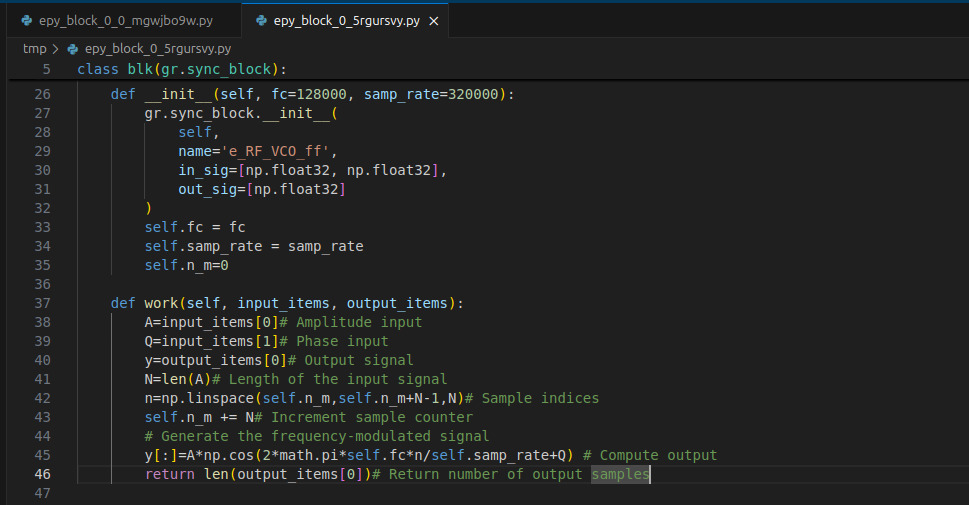 epy_block_0_0_mgwjbo9w.py epy_block_0_5rgursvy.py ×
tmp > epy_block_0_5rgursvy.py
5 class blk(gr.sync_block):
26     def __init__(self, fc=128000, samp_rate=320000):
27         gr.sync_block.__init__(
28             self,
29             name='e_RF_VCO_ff',
30             in_sig=[np.float32, np.float32],
31             out_sig=[np.float32]
32         )
33         self.fc = fc
34         self.samp_rate = samp_rate
35         self.n_m=0
36
37     def work(self, input_items, output_items):
38         A=input_items[0]# Amplitude input
39         Q=input_items[1]# Phase input
40         y=output_items[0]# Output signal
41         N=len(A)# Length of the input signal
42         n=np.linspace(self.n_m,self.n_m+N-1,N)# Sample indices
43         self.n_m += N# Increment sample counter
44         # Generate the frequency-modulated signal
45         y[:]=A*np.cos(2*math.pi*self.fc*n/self.samp_rate+Q) # Compute output
46         return len(output_items[0])# Return number of output samples
47